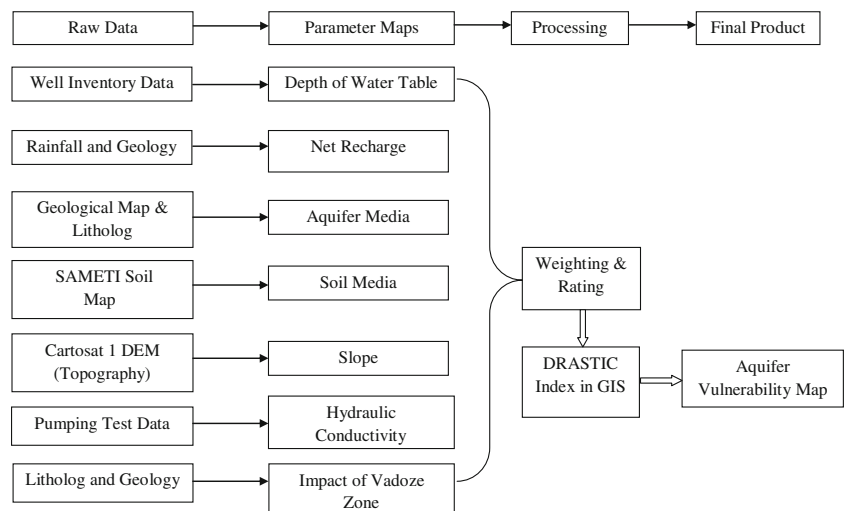 Raw Data
Parameter Maps
Processing
Final Product
Well Inventory Data
Depth of Water Table
Rainfall and Geology
Net Recharge
Geological Map &
Litholog
Aquifer Media
SAMETI Soil
Map
Soil Media
Cartosat 1 DEM
(Topography)
Slope
Pumping Test Data
Hydraulic
Conductivity
Litholog and Geology
Impact of Vadoze
Zone
Weighting &
Rating
DRASTIC
Index in GIS
Aquifer
Vulnerability Map